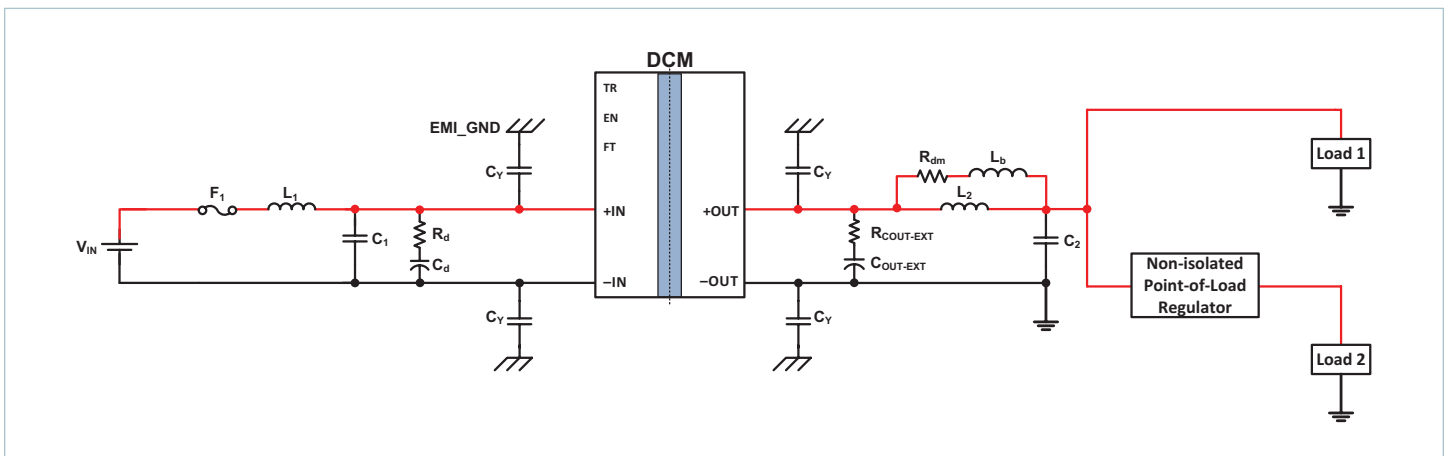 DCM
TR
EN
FT
EMI_GND
CY
CY
Rdm
Lb
Load 1
F1
L1
L2
+IN
+OUT
VIN
C1
Rd
Cd
RCOUT-EXT
COUT-EXT
C2
–IN
–OUT
Non-isolated
Point-of-Load
Regulator
CY
CY
Load 2